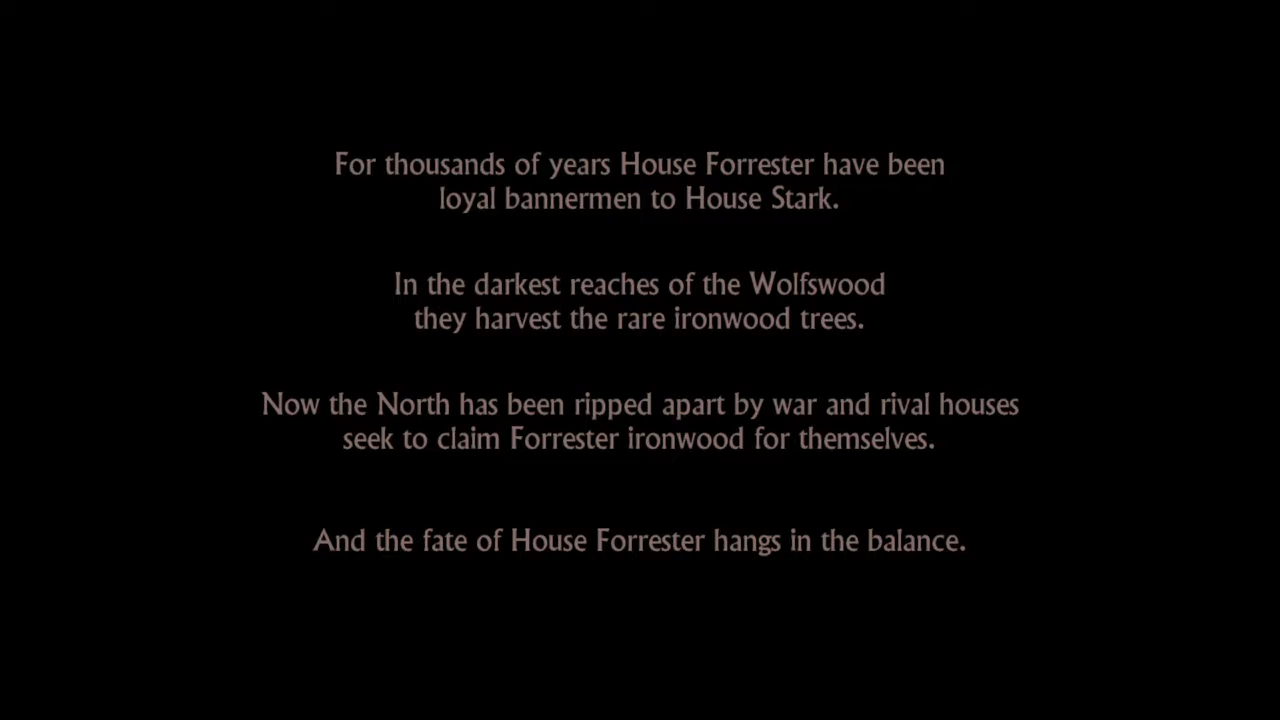 For thousands of years House Forrester have been
loyal bannermen to House Stark.
In the darkest reaches of the Wolfswood
they harvest the rare ironwood trees.
Now the North has been ripped apart by war and rival houses
seek to claim Forrester ironwood for themselves.
And the fate of House Forrester hangs in the balance.